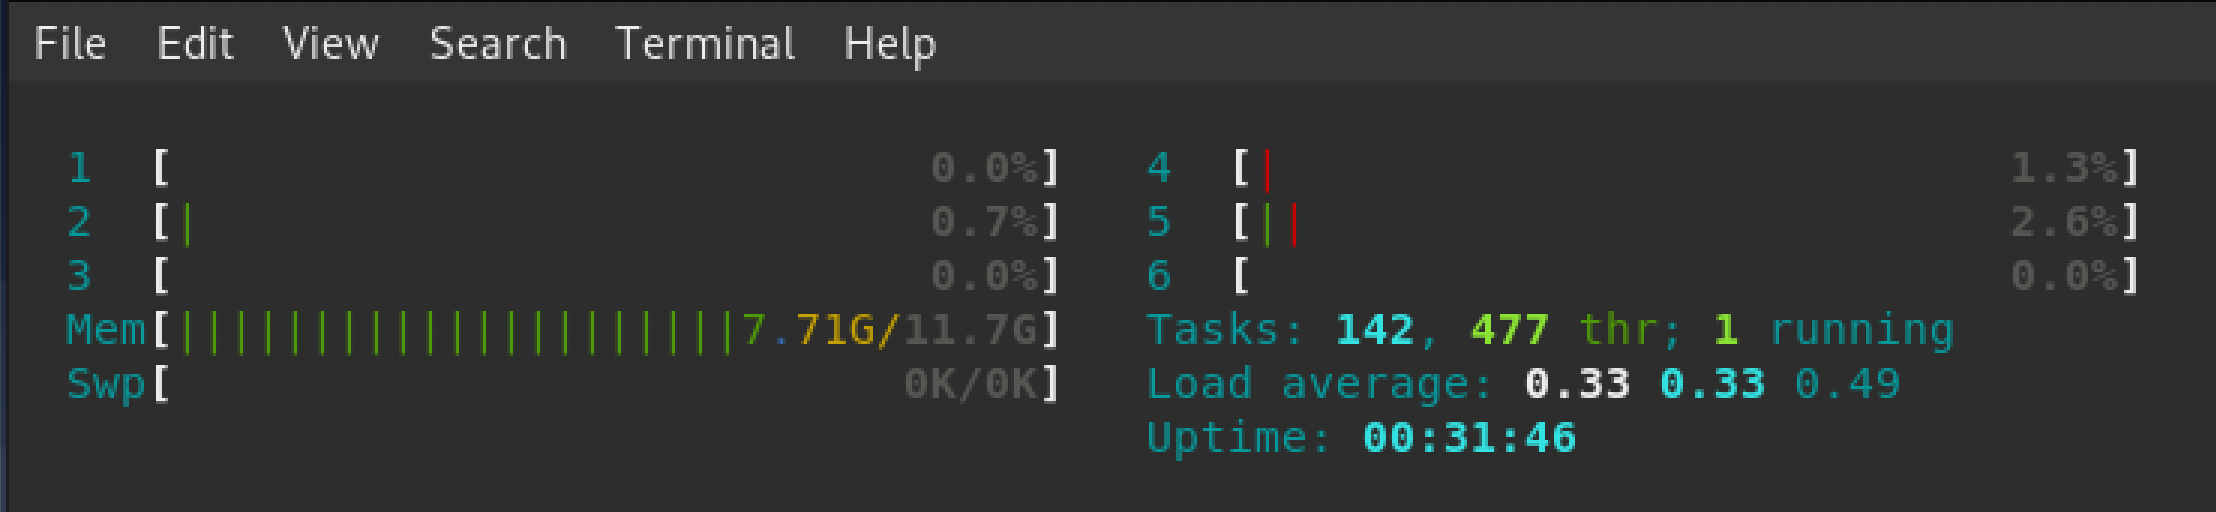 File Edit View Search Terminal Help
1 [ 0.0%] 4 [| 1.3%]
2 [| 0.7%] 5 [|| 2.6%]
3 [ 0.0%] 6 [ 0.0%]
Mem[|||||||||||||||||||||7.71G/11.7G] Tasks: 142, 477 thr; 1 running
Swp[ 0K/0K] Load average: 0.33 0.33 0.49
Uptime: 00:31:46